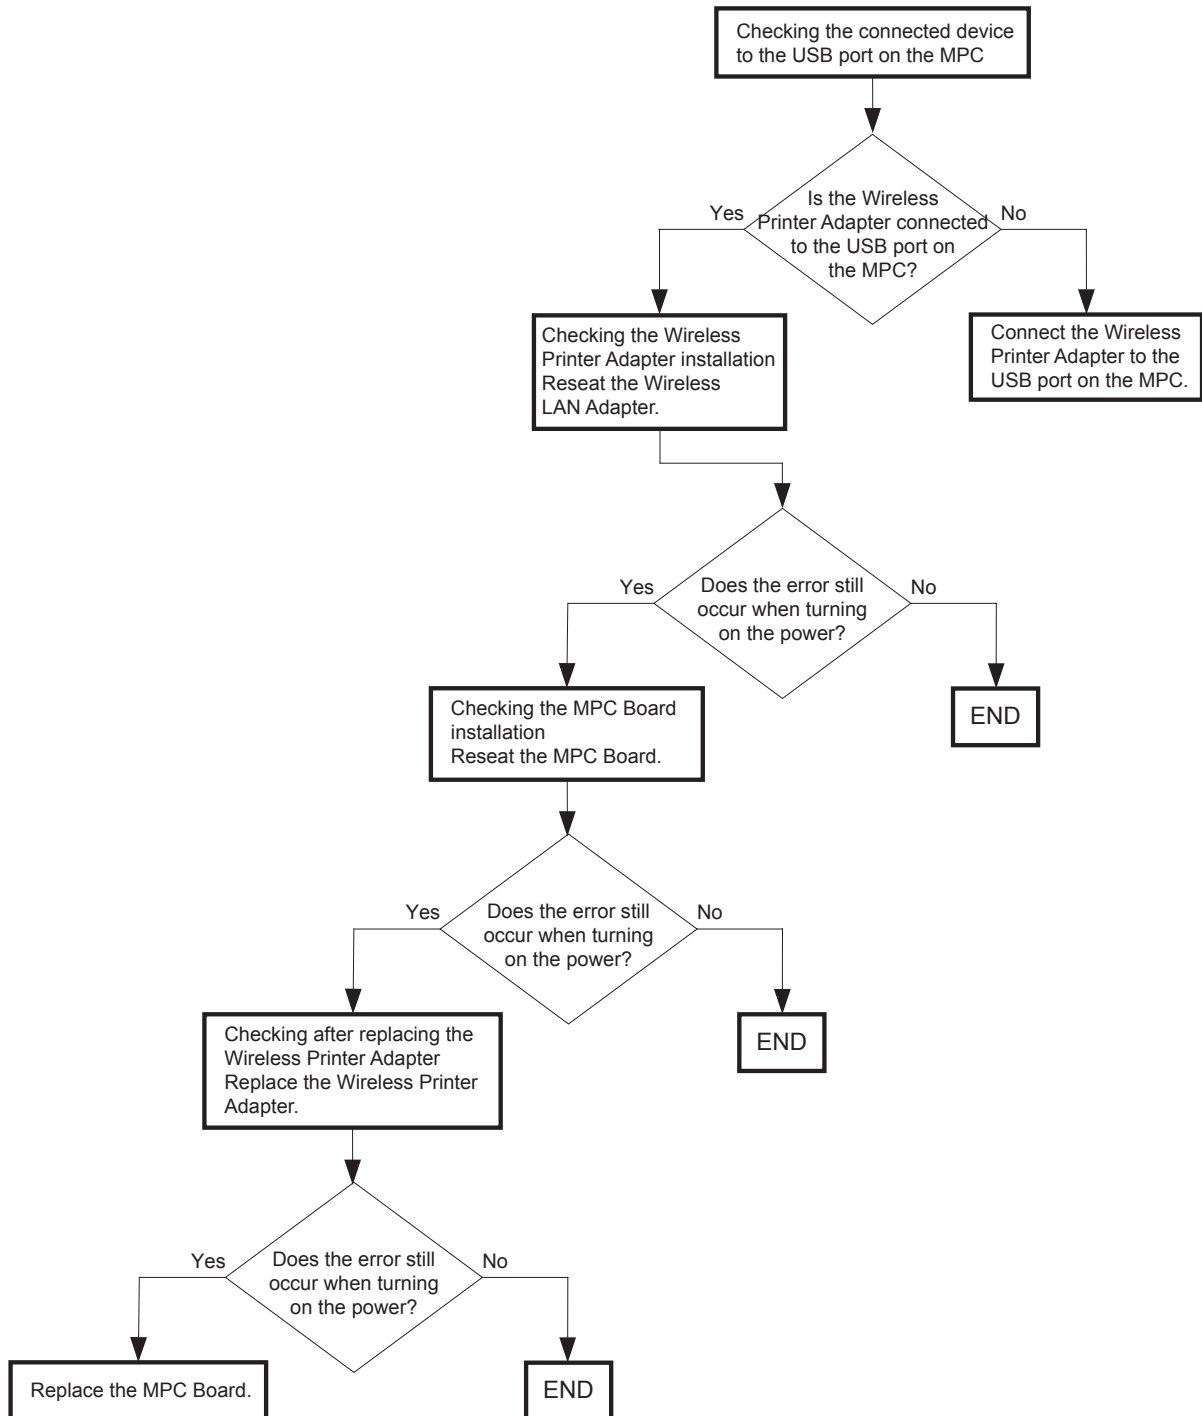 Checking the connected device
to the USB port on the MPC
Is the Wireless
Printer Adapter connected
to the USB port on
the MPC?
Yes
No
Checking the Wireless
Printer Adapter installation
Reseat the Wireless
LAN Adapter.
Connect the Wireless
Printer Adapter to the
USB port on the MPC.
Does the error still
occur when turning
on the power?
Yes
No
Checking the MPC Board
installation
Reseat the MPC Board.
END
Does the error still
occur when turning
on the power?
Yes
No
Checking after replacing the
Wireless Printer Adapter
Replace the Wireless Printer
Adapter.
END
Does the error still
occur when turning
on the power?
Yes
No
Replace the MPC Board.
END